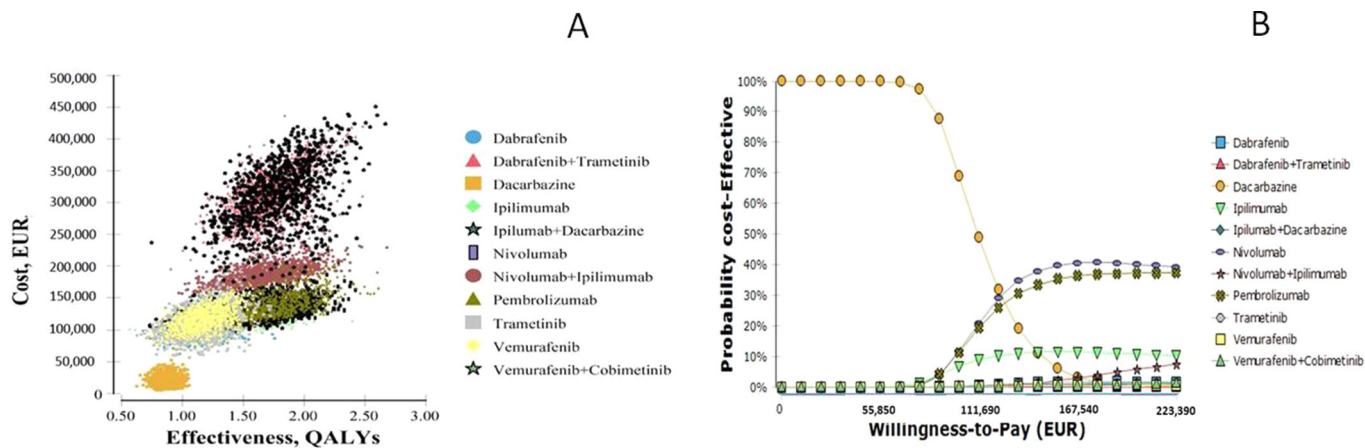 A
500,000
450,000
400,000
350,000
300,000
250,000
200,000
150,000
100,000
50,000
0
Cost, EUR
0.50 1.00 1.50 2.00 2.50 3.00
Effectiveness, QALYs
Dabrafenib
Dabrafenib+Trametinib
Dacarbazine
Ipilimumab
Ipilumab+Dacarbazine
Nivolumab
Nivolumab+Ipilimumab
Pembrolizumab
Trametinib
Vemurafenib
Vemurafenib+Cobimetinib
B
100%
90%
80%
70%
60%
50%
40%
30%
20%
10%
0%
Probability cost-Effective
0 55,850 111,690 167,540 223,390
Willingness-to-Pay (EUR)
Dabrafenib
Dabrafenib+Trametinib
Dacarbazine
Ipilimumab
Ipilumab+Dacarbazine
Nivolumab
Nivolumab+Ipilimumab
Pembrolizumab
Trametinib
Vemurafenib
Vemurafenib+Cobimetinib